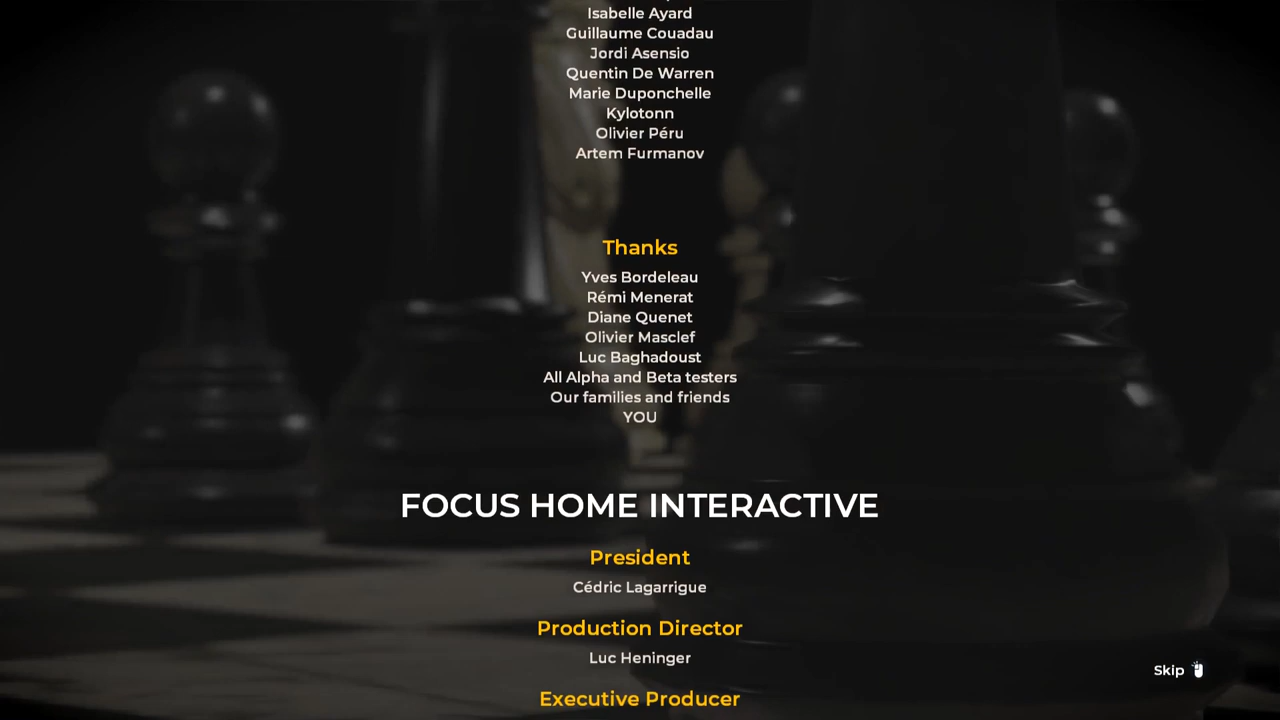 Isabelle Ayard
Guillaume Couadau
Jordi Asensio
Quentin De Warren
Marie Duponchelle
Kylotonn
Olivier Péru
Artem Furmanov
Thanks
Yves Bordeleau
Rémi Menerat
Diane Quenet
Olivier Masclef
Luc Baghadoust
All Alpha and Beta testers
Our families and friends
YOU
FOCUS HOME INTERACTIVE
President
Cédric Lagarrigue
Production Director
Luc Heninger
Skip
Executive Producer